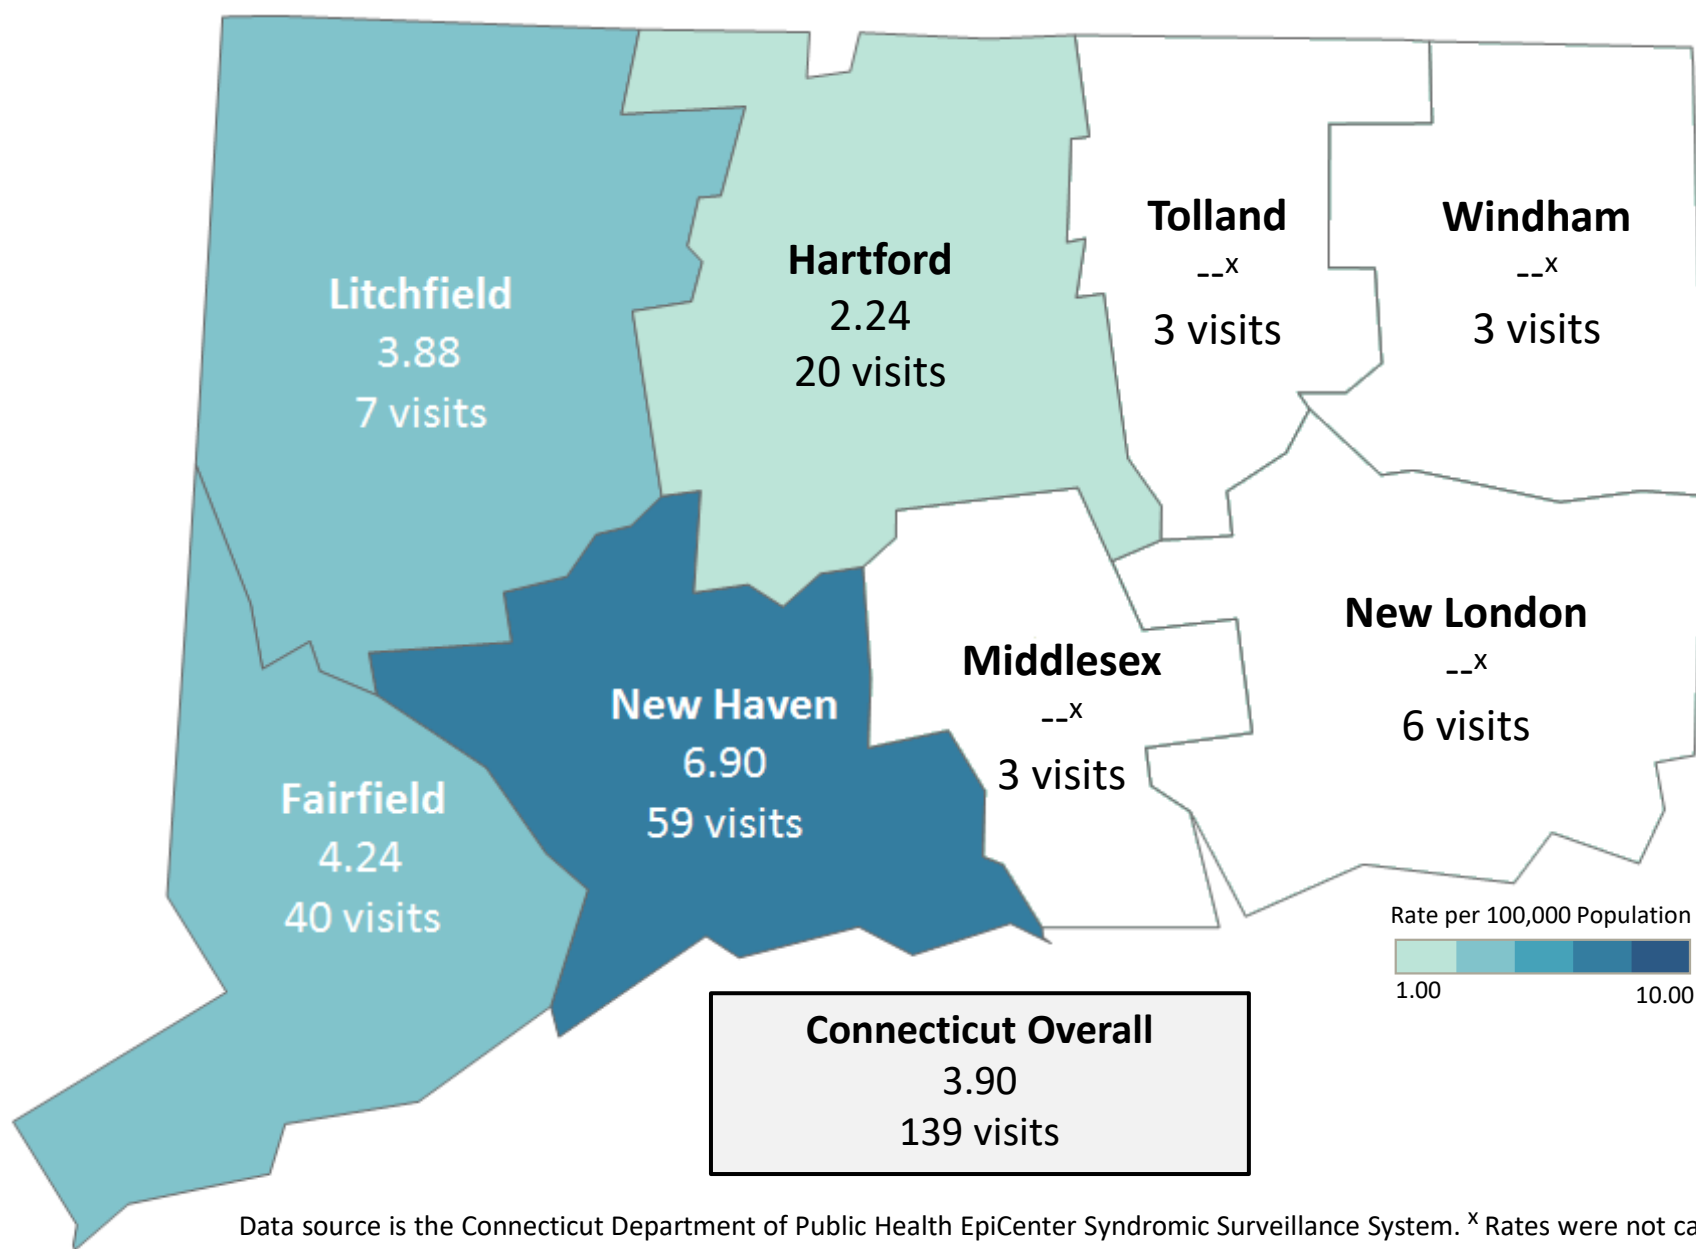 Litchfield
3.88
7 visits
Hartford
2.24
20 visits
Tolland
--ˣ
3 visits
Windham
--ˣ
3 visits
Fairfield
4.24
40 visits
New Haven
6.90
59 visits
Middlesex
--ˣ
3 visits
New London
--ˣ
6 visits
Rate per 100,000 Population
1.00 10.00
Connecticut Overall
3.90
139 visits
Data source is the Connecticut Department of Public Health EpiCenter Syndromic Surveillance System. ˣ Rates were not ca